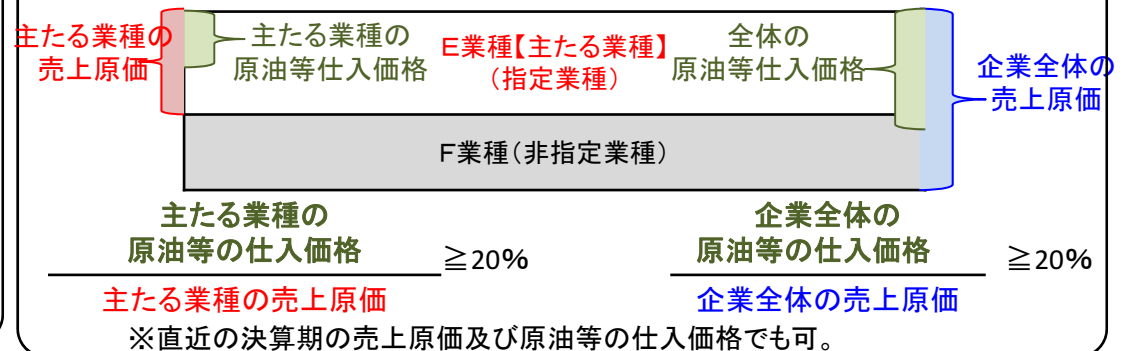 主たる業種の
売上原価
主たる業種の
原油等仕入価格
E業種【主たる業種】
(指定業種)
全体の
原油等仕入価格
企業全体の
売上原価
F業種(非指定業種)
主たる業種の
原油等の仕入価格
≧20%
主たる業種の売上原価
企業全体の
原油等の仕入価格
≧20%
企業全体の売上原価
※直近の決算期の売上原価及び原油等の仕入価格でも可。